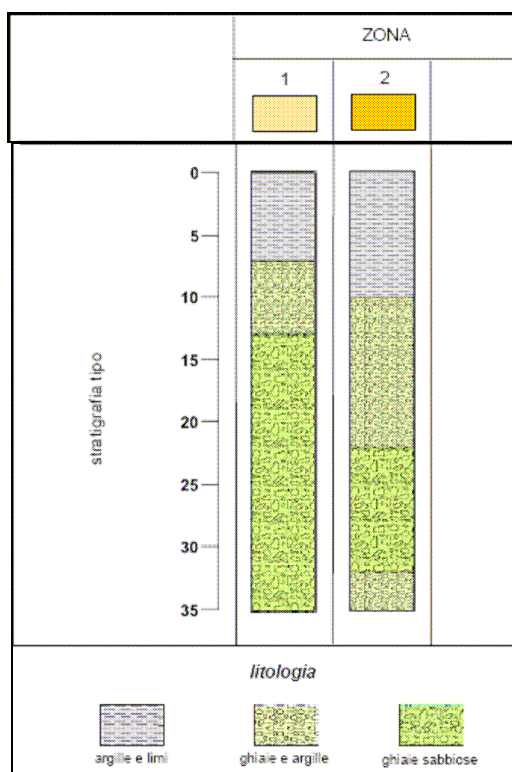 ZONA
1 2
0
5
10
15
20
25
30
35
stratigrafia tipo
litologia
argille e limi
ghiaie e argille
ghiaie sabbiose